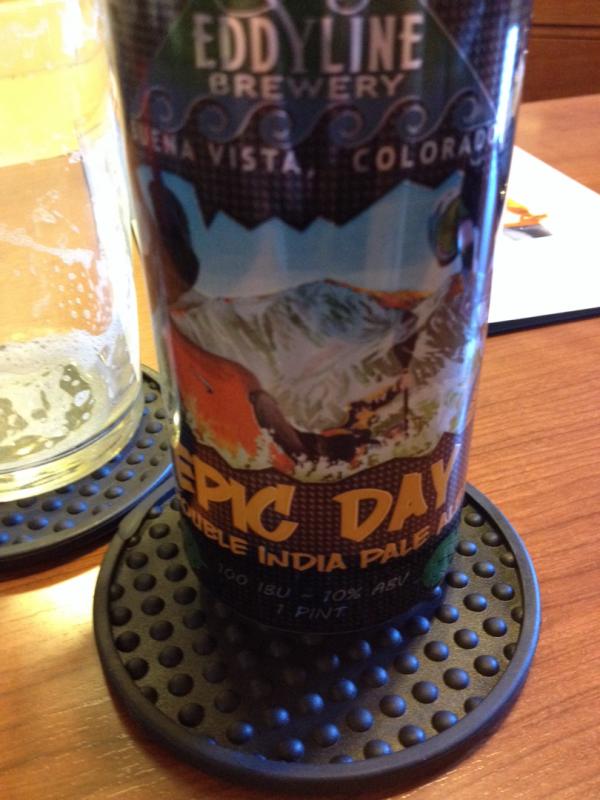 EDDYLINE
BREWERY
BUENA VISTA, COLORADO
EPIC DAY
DOUBLE INDIA PALE ALE
100 IBU - 10% ABV
1 PINT